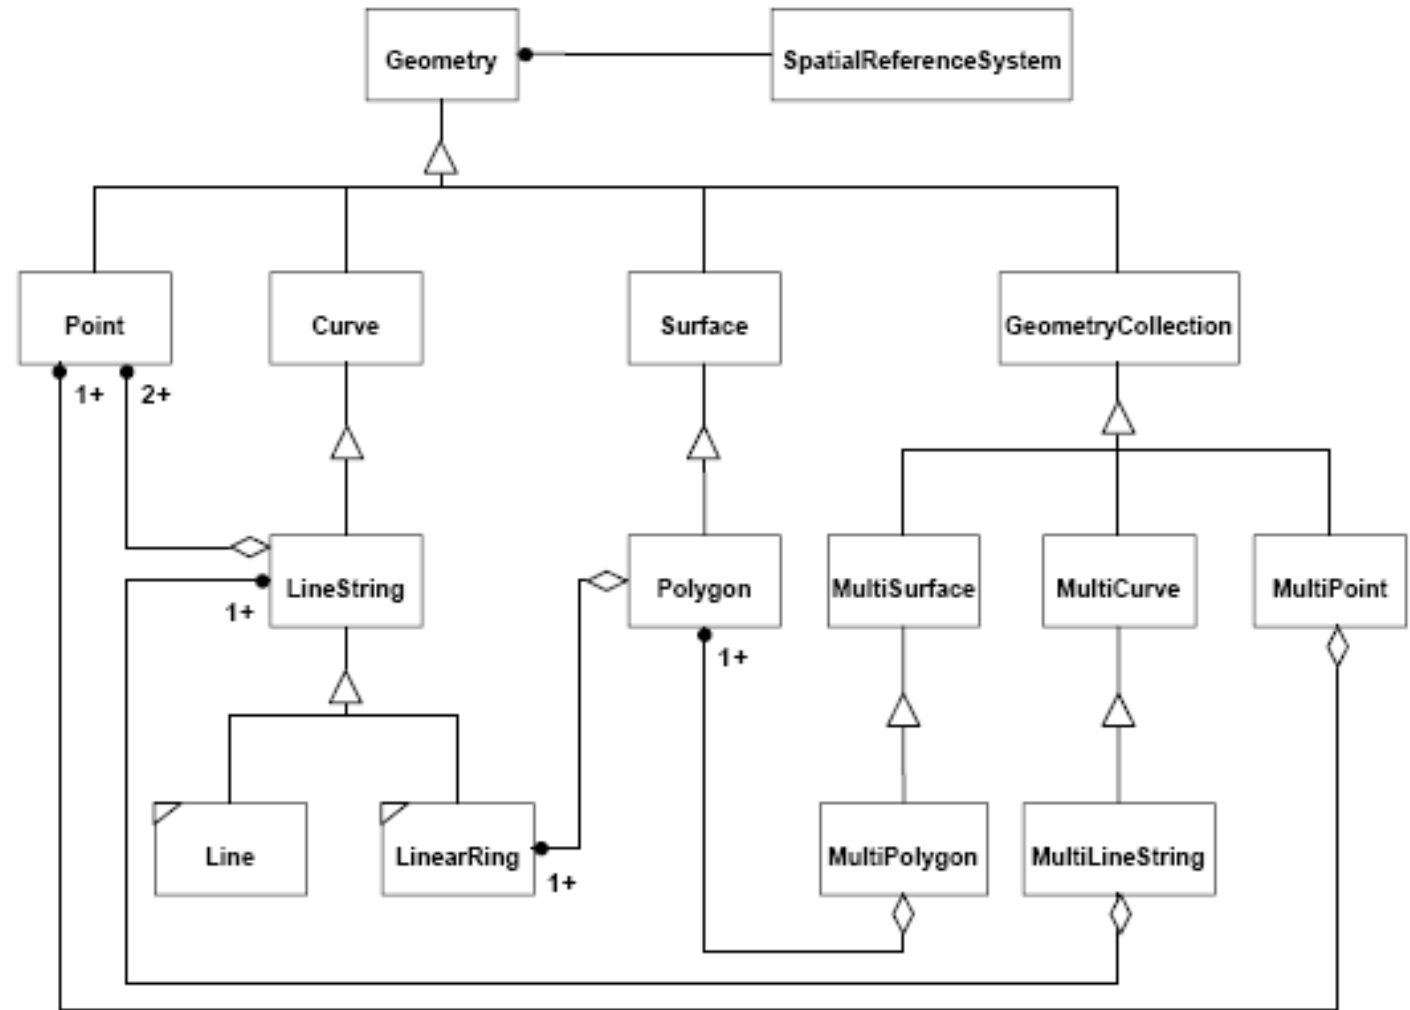 Geometry
SpatialReferenceSystem
Point
Curve
Surface
GeometryCollection
1+
2+
LineString
Polygon
MultiSurface
MultiCurve
MultiPoint
1+
1+
Line
LinearRing
MultiPolygon
MultiLineString
1+